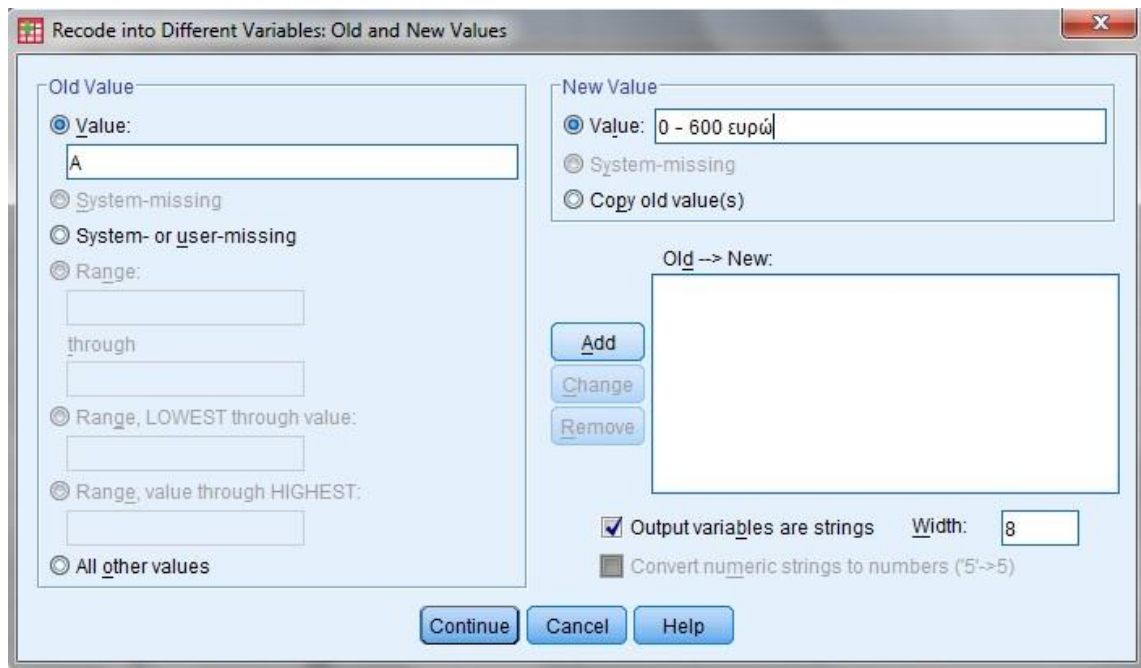 Recode into Different Variables: Old and New Values
Old Value
Value:
A
System-missing
System- or user-missing
Range:
through
Range, LOWEST through value:
Range, value through HIGHEST:
All other values
New Value
Value: 0 - 600 ευρώ
System-missing
Copy old value(s)
Old --> New:
Add
Change
Remove
Output variables are strings Width: 8
Convert numeric strings to numbers ('5'->5)
Continue Cancel Help